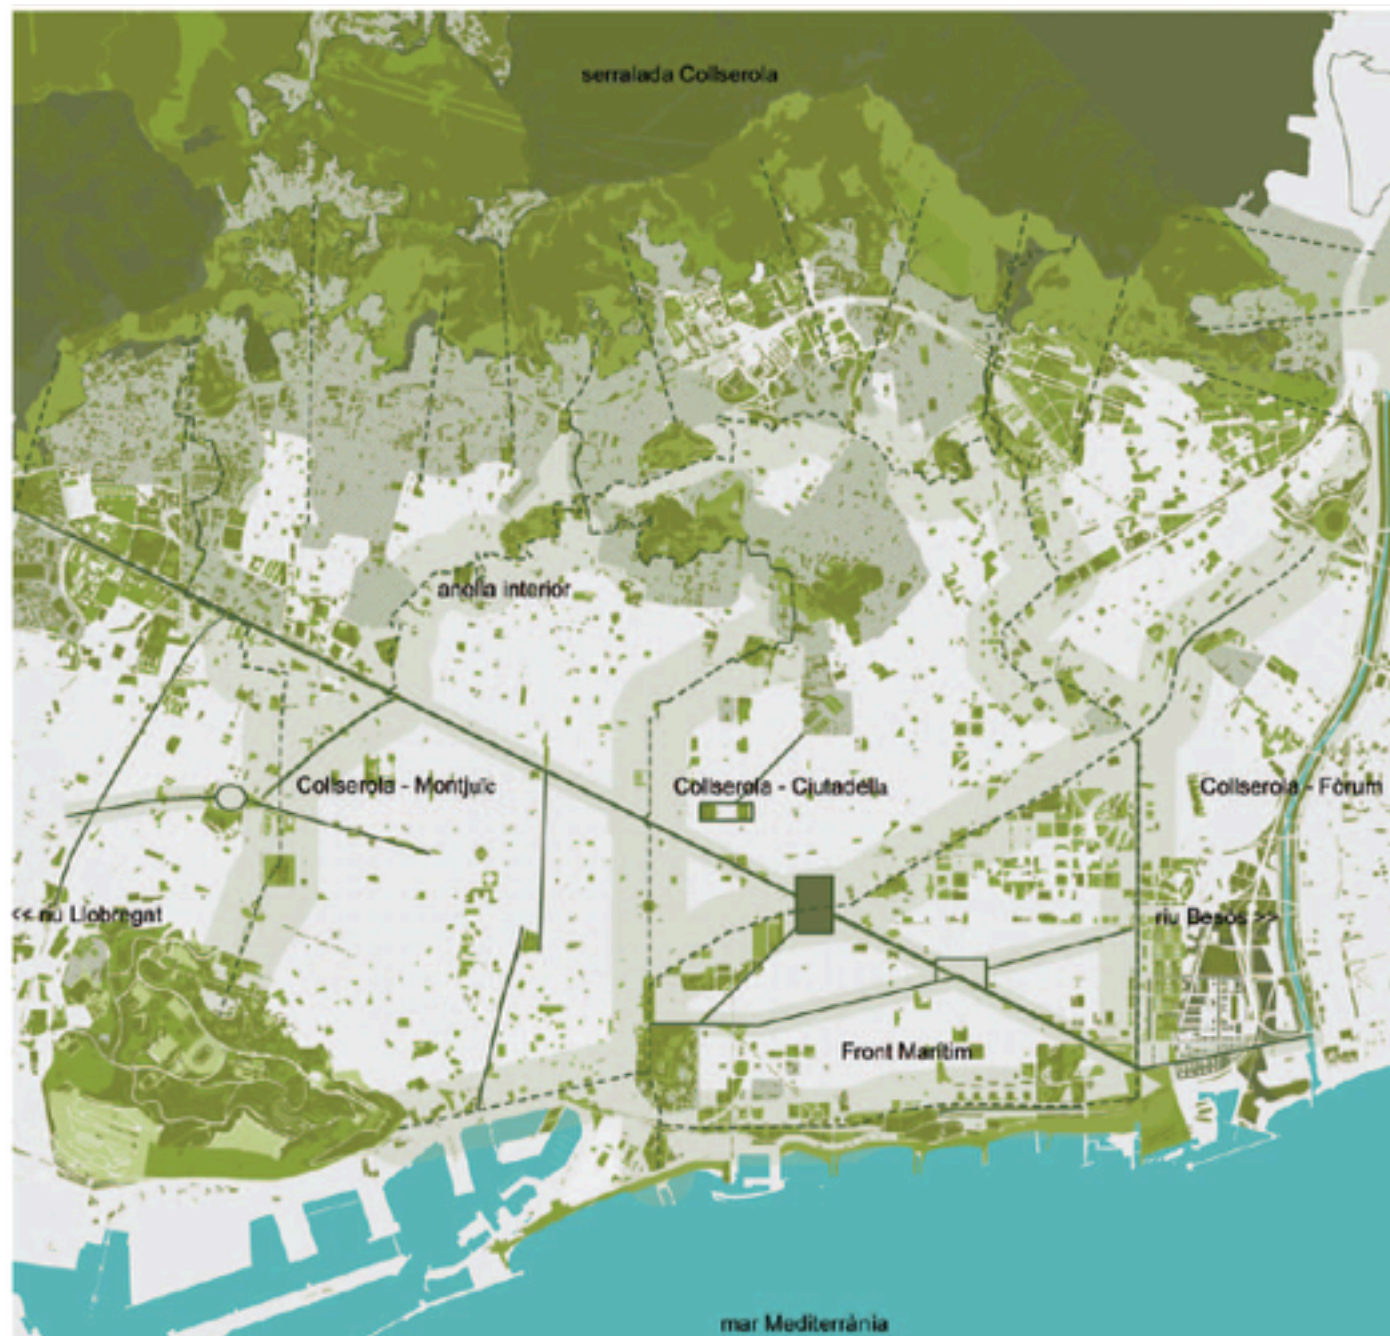 serralada Collserola
anella interior
Collserola - Montjuïc
Collserola - Ciutadella
Collserola - Fòrum
<< riu Llobregat
riu Besòs >>
Front Marítim
mar Mediterrània